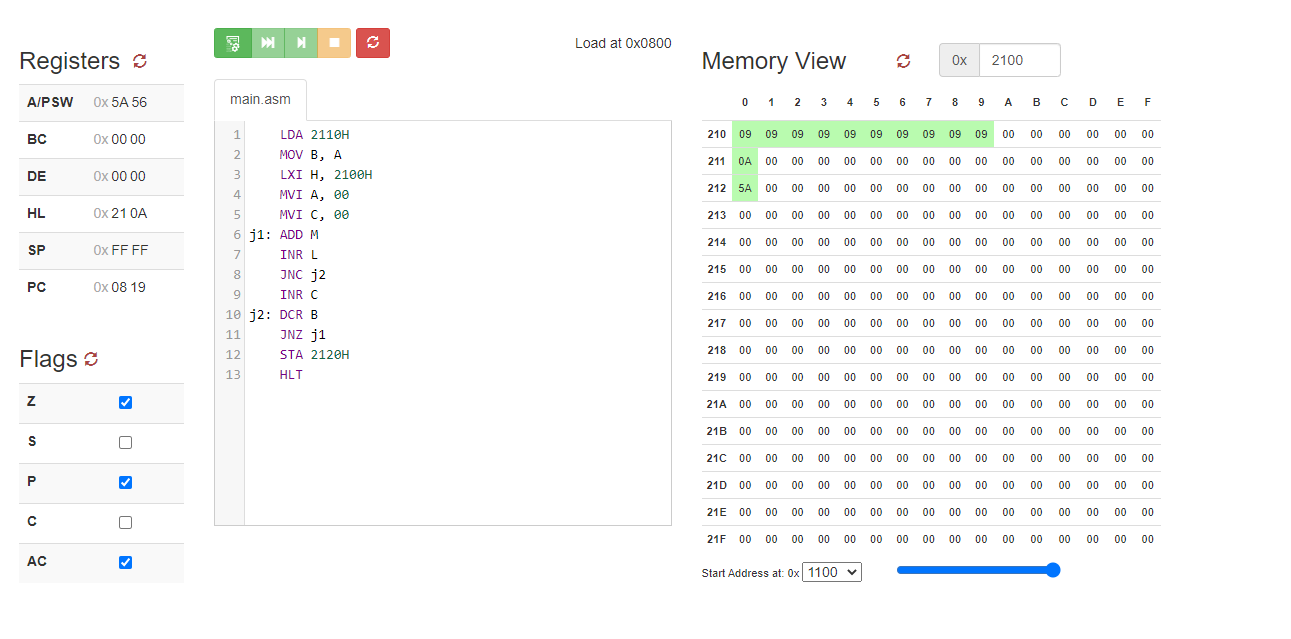 Registers
A/PSW 0x 5A 56
BC 0x 00 00
DE 0x 00 00
HL 0x 21 0A
SP 0x FF FF
PC 0x 08 19
Flags
Z
S
P
C
AC
Load at 0x0800
main.asm
1 LDA 2110H
2 MOV B, A
3 LXI H, 2100H
4 MVI A, 00
5 MVI C, 00
6 j1: ADD M
7 INR L
8 JNC j2
9 INR C
10 j2: DCR B
11 JNZ j1
12 STA 2120H
13 HLT
Memory View 0x 2100
0 1 2 3 4 5 6 7 8 9 A B C D E F
210 09 09 09 09 09 09 09 09 09 09 00 00 00 00 00 00
211 0A 00 00 00 00 00 00 00 00 00 00 00 00 00 00 00
212 5A 00 00 00 00 00 00 00 00 00 00 00 00 00 00 00
213 00 00 00 00 00 00 00 00 00 00 00 00 00 00 00 00
214 00 00 00 00 00 00 00 00 00 00 00 00 00 00 00 00
215 00 00 00 00 00 00 00 00 00 00 00 00 00 00 00 00
216 00 00 00 00 00 00 00 00 00 00 00 00 00 00 00 00
217 00 00 00 00 00 00 00 00 00 00 00 00 00 00 00 00
218 00 00 00 00 00 00 00 00 00 00 00 00 00 00 00 00
219 00 00 00 00 00 00 00 00 00 00 00 00 00 00 00 00
21A 00 00 00 00 00 00 00 00 00 00 00 00 00 00 00 00
21B 00 00 00 00 00 00 00 00 00 00 00 00 00 00 00 00
21C 00 00 00 00 00 00 00 00 00 00 00 00 00 00 00 00
21D 00 00 00 00 00 00 00 00 00 00 00 00 00 00 00 00
21E 00 00 00 00 00 00 00 00 00 00 00 00 00 00 00 00
21F 00 00 00 00 00 00 00 00 00 00 00 00 00 00 00 00
Start Address at: 0x 1100